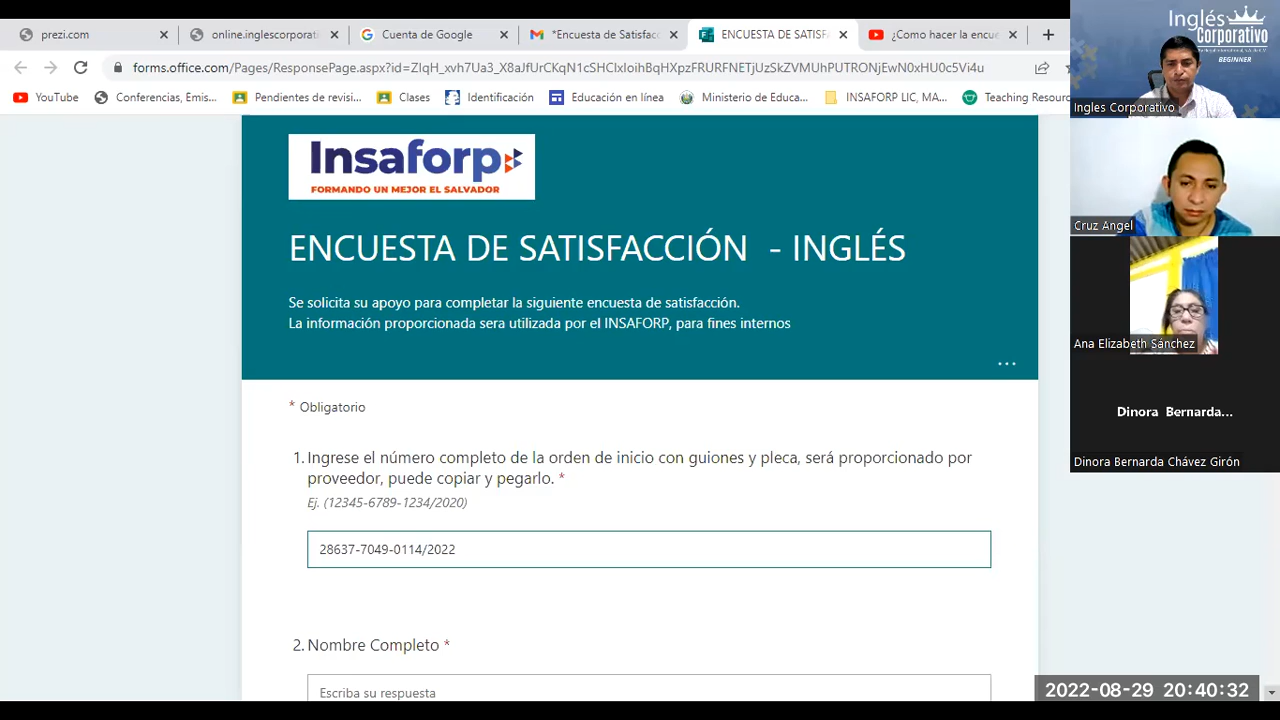 prezi.com
online.inglescorporati
Cuenta de Google
"Encuesta de Satisfacc
ENCUESTA DE SATISF
¿Como hacer la encue
forms.office.com/Pages/ResponsePage.aspx?id=
YouTube
Conferencias, Emis...
Pendientes de revisi...
Clases
Identificación
Educación en línea
Ministerio de Educa...
INSAFORP LIC, MA...
Teaching Resourc
Insaforp
FORMANDO UN MEJOR EL SALVADOR
ENCUESTA DE SATISFACCIÓN - INGLÉS
Se solicita su apoyo para completar la siguiente encuesta de satisfacción.
La información proporcionada sera utilizada por el INSAFORP, para fines internos
* Obligatorio
1. Ingrese el número completo de la orden de inicio con guiones y pleca, será proporcionado por
proveedor, puede copiar y pegarlo. *
Ej. (12345-6789-1234/2020)
28637-7049-0114/2022
2. Nombre Completo *
Escriba su respuesta
Inglés
Corporativo
BEGINNER
Ingles Corporativo
Cruz Angel
Ana Elizabeth Sánchez
Dinora Bernarda...
Dinora Bernarda Chávez Girón
2022-08-29 20:40:32